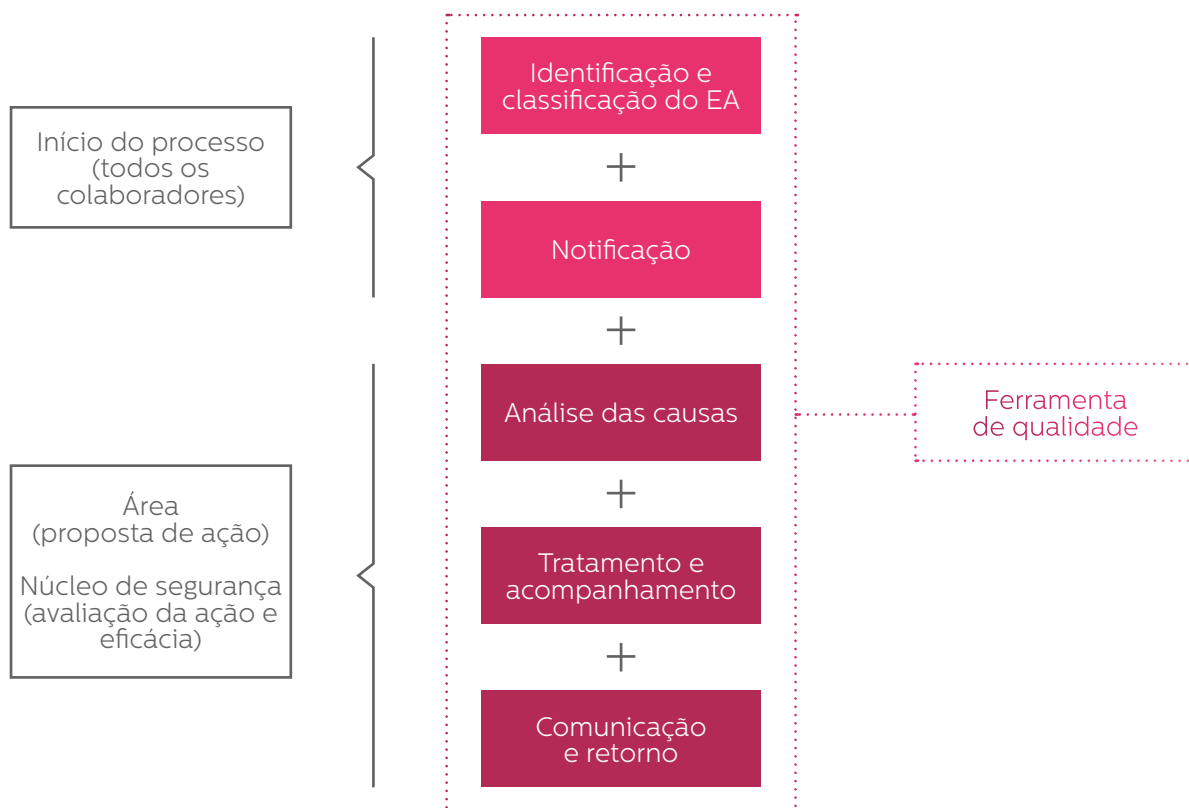 Início do processo
(todos os
colaboradores)
Identificação e
classificação do EA
+
Notificação
+
Área
(proposta de ação)
Núcleo de segurança
(avaliação da ação e
eficácia)
Análise das causas
+
Tratamento e
acompanhamento
+
Comunicação
e retorno
Ferramenta
de qualidade